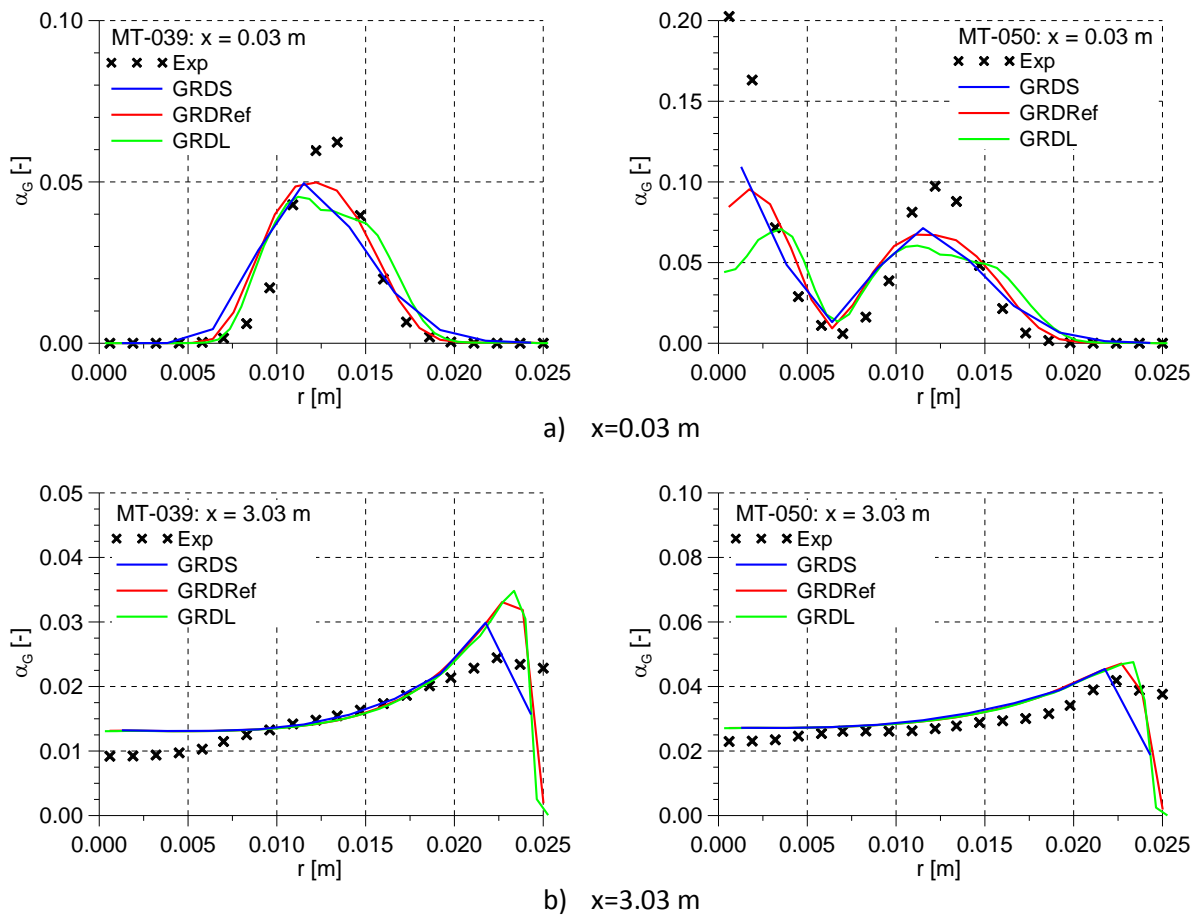 MT-039: x = 0.03 m
Exp
GRDS
GRDRef
GRDL
0.10
0.05
0.00
αG [-]
0.000 0.005 0.010 0.015 0.020 0.025
r [m]
MT-050: x = 0.03 m
Exp
GRDS
GRDRef
GRDL
0.20
0.15
0.10
0.05
0.00
αG [-]
0.000 0.005 0.010 0.015 0.020 0.025
r [m]
a) x=0.03 m
MT-039: x = 3.03 m
Exp
GRDS
GRDRef
GRDL
0.05
0.04
0.03
0.02
0.01
0.00
αG [-]
0.000 0.005 0.010 0.015 0.020 0.025
r [m]
MT-050: x = 3.03 m
Exp
GRDS
GRDRef
GRDL
0.10
0.08
0.06
0.04
0.02
0.00
αG [-]
0.000 0.005 0.010 0.015 0.020 0.025
r [m]
b) x=3.03 m